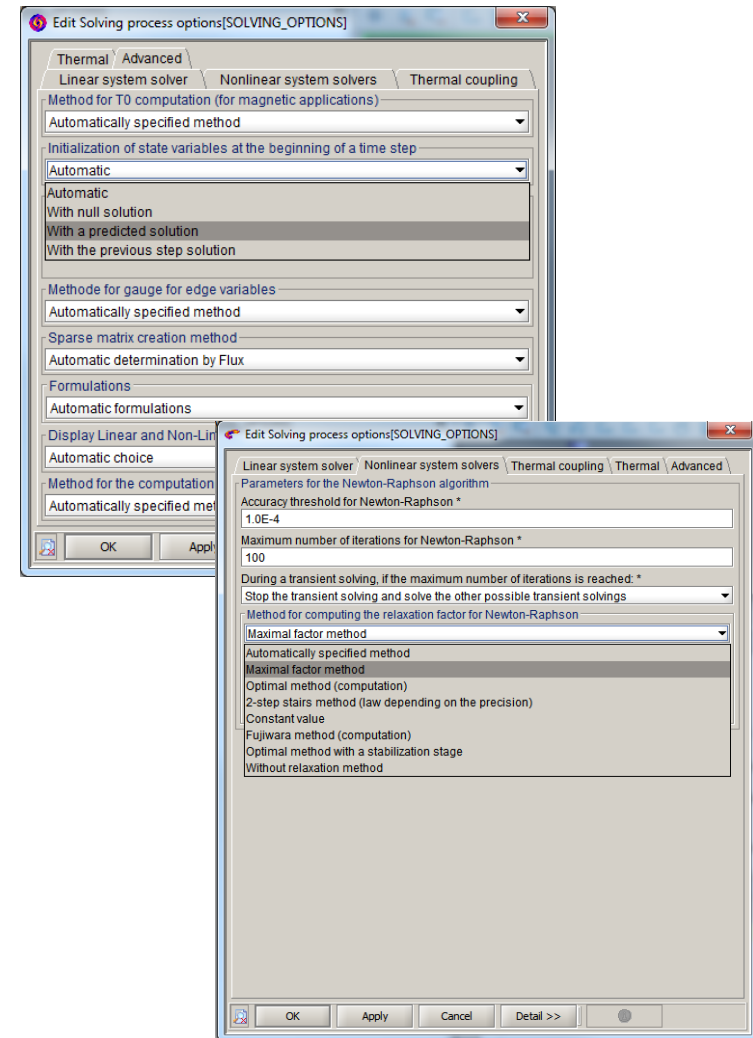 Edit Solving process options[SOLVING_OPTIONS]
Thermal Advanced
Linear system solver Nonlinear system solvers Thermal coupling
Method for T0 computation (for magnetic applications)
Automatically specified method
Initialization of state variables at the beginning of a time step
Automatic
Automatic
With null solution
With a predicted solution
With the previous step solution
Methode for gauge for edge variables
Automatically specified method
Sparse matrix creation method
Automatic determination by Flux
Formulations
Automatic formulations
Display Linear and Non-Lin
Automatic choice
Method for the computation
Automatically specified met
OK Appl
Edit Solving process options[SOLVING_OPTIONS]
Linear system solver Nonlinear system solvers Thermal coupling Thermal Advanced
Parameters for the Newton-Raphson algorithm
Accuracy threshold for Newton-Raphson *
1.0E-4
Maximum number of iterations for Newton-Raphson *
100
During a transient solving, if the maximum number of iterations is reached: *
Stop the transient solving and solve the other possible transient solvings
Method for computing the relaxation factor for Newton-Raphson
Maximal factor method
Automatically specified method
Maximal factor method
Optimal method (computation)
2-step stairs method (law depending on the precision)
Constant value
Fujiwara method (computation)
Optimal method with a stabilization stage
Without relaxation method
OK Apply Cancel Detail >>